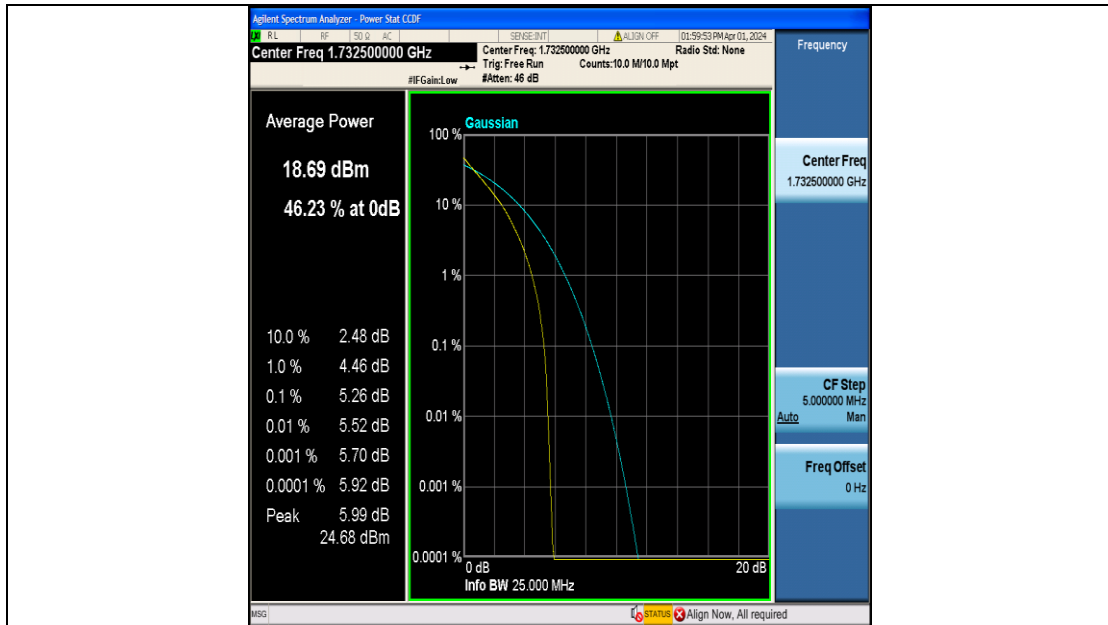 Agilent Spectrum Analyzer - Power Stat CCDF
RL RF 50 Ω AC SENSE:INT ALIGN OFF 01:59:53 PM Apr 01, 2024
Center Freq 1.732500000 GHz
Center Freq: 1.732500000 GHz Radio Std: None
Trig: Free Run Counts:10.0 M/10.0 Mpt
#IFGain:Low #Atten: 46 dB
Average Power
18.69 dBm
46.23 % at 0dB
10.0 % 2.48 dB
1.0 % 4.46 dB
0.1 % 5.26 dB
0.01 % 5.52 dB
0.001 % 5.70 dB
0.0001 % 5.92 dB
Peak 5.99 dB
24.68 dBm
Gaussian
100 %
10 %
1 %
0.1 %
0.01 %
0.001 %
0.0001 %
0 dB 20 dB
Info BW 25.000 MHz
Frequency
Center Freq
1.732500000 GHz
CF Step
5.000000 MHz
Auto Man
Freq Offset
0 Hz
MSG STATUS Align Now, All required